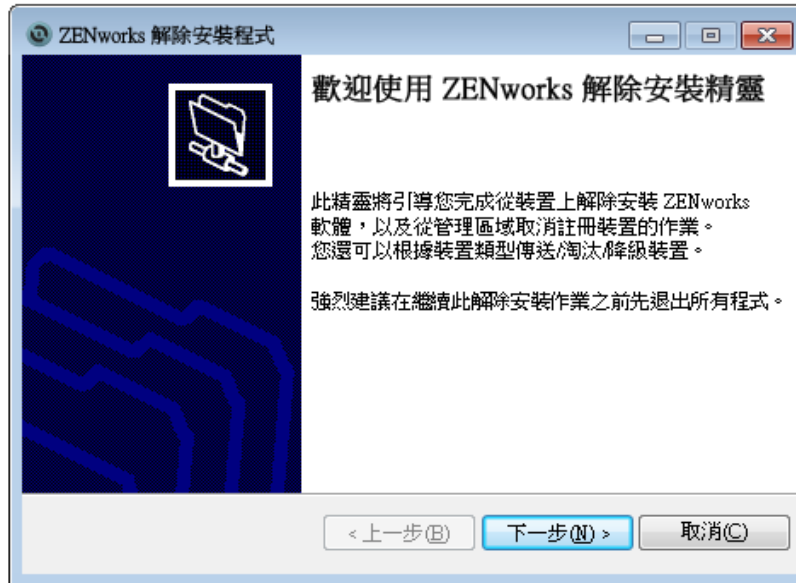 ZENworks 解除安裝程式
歡迎使用 ZENworks 解除安裝精靈
此精靈將引導您完成從裝置上解除安裝 ZENworks
軟體，以及從管理區域取消註冊裝置的作業。
您還可以根據裝置類型傳送/淘汰/降級裝置。
強烈建議在繼續此解除安裝作業之前先退出所有程式。
< 上一步(B)
下一步(N) >
取消(C)